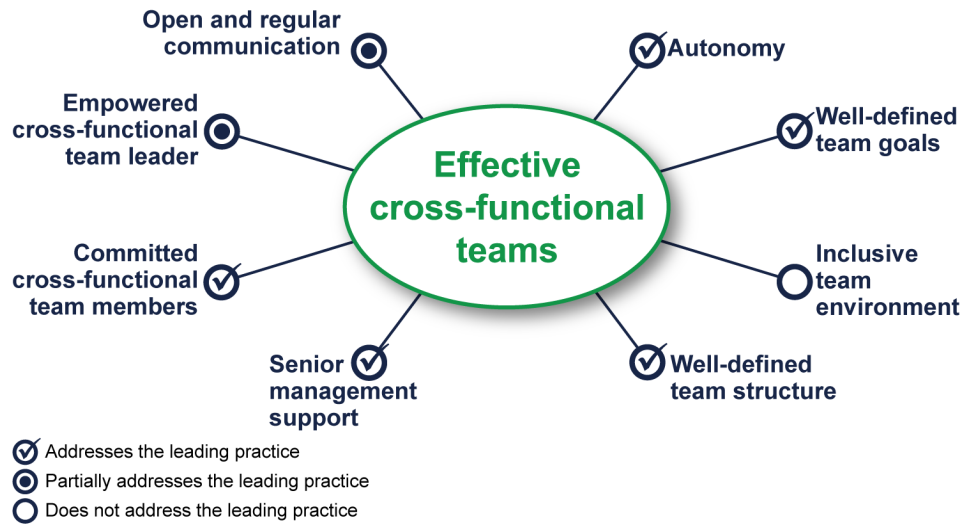 Open and regular
communication
Autonomy
Empowered
cross-functional
team leader
Well-defined
team goals
Effective
cross-functional
teams
Committed
cross-functional
team members
Inclusive
team
environment
Senior
management
support
Well-defined
team structure
Addresses the leading practice
Partially addresses the leading practice
Does not address the leading practice